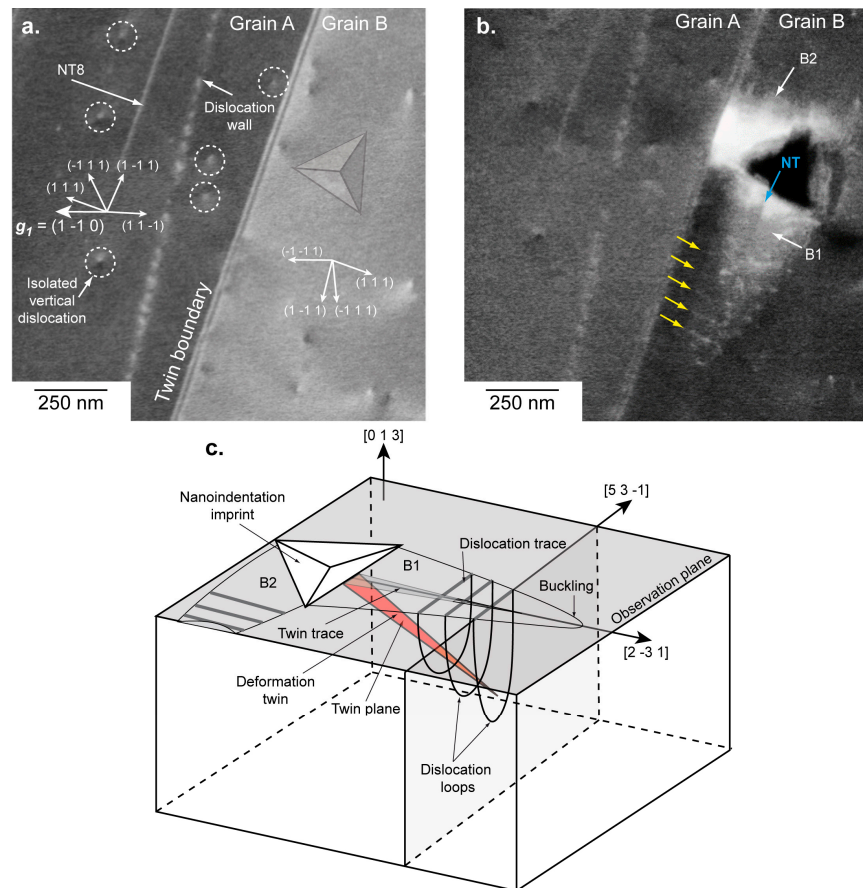 a.
Grain A
Grain B
NT8
Dislocation
wall
(-1 1 1)
(1 -1 1)
(1 1 1)
g₁ = (1 -1 0)
(1 1 -1)
Isolated
vertical
dislocation
(-1 -1 1)
(1 1 1)
(1 -1 1)
(-1 1 1)
Twin boundary
250 nm
b.
Grain A
Grain B
B2
NT
B1
250 nm
c.
[0 1 3]
[5 3 -1]
Nanoindentation
imprint
Dislocation trace
B1
B2
Buckling
Observation plane
Twin trace
[2 -3 1]
Deformation
twin
Twin plane
Dislocation
loops